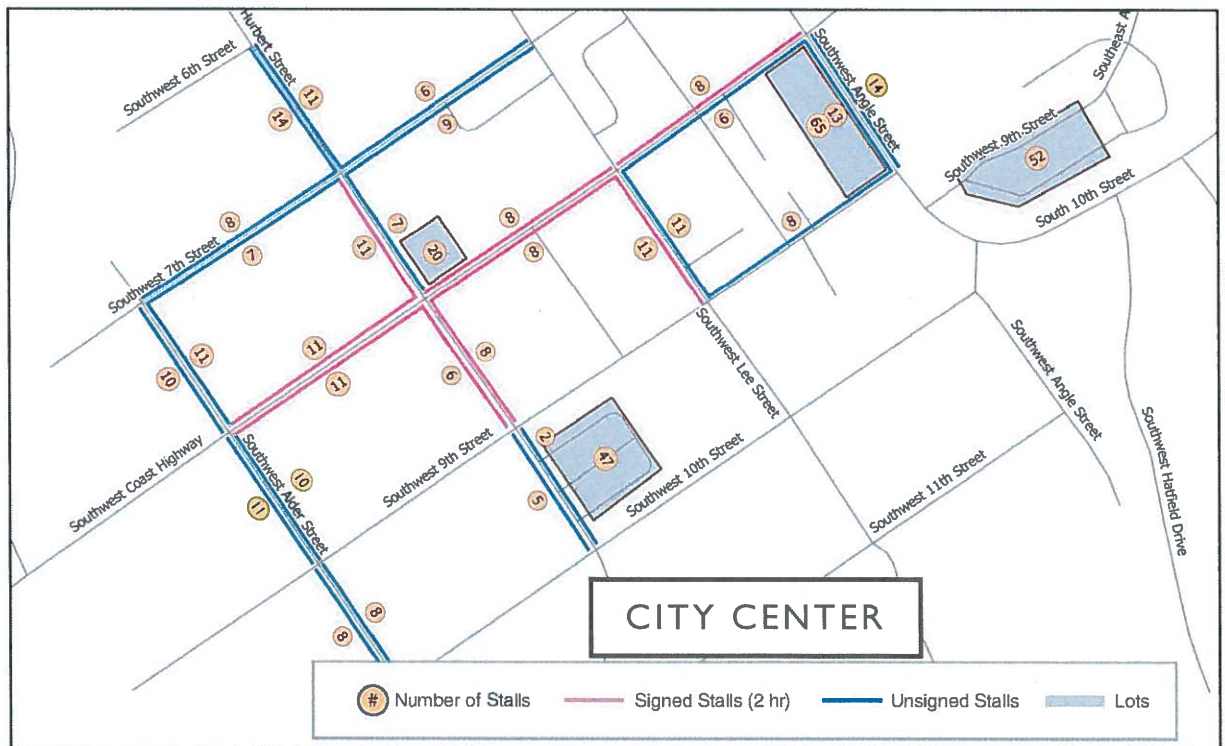 Hurbert Street
Southwest 6th Street
11
14
6
9
8
6
Southwest Angle Street
14
13
65
Southeast A
Southwest 9th Street
52
South 10th Street
8
7
Southwest 7th Street
7
11
20
8
8
11
11
8
11
10
11
11
8
6
Southwest Lee Street
Southwest Angle Street
Southwest Coast Highway
Southwest Alder Street
10
11
Southwest 9th Street
2
47
5
Southwest 10th Street
Southwest 11th Street
Southwest Hatfield Drive
8
8
CITY CENTER
# Number of Stalls
Signed Stalls (2 hr)
Unsigned Stalls
Lots